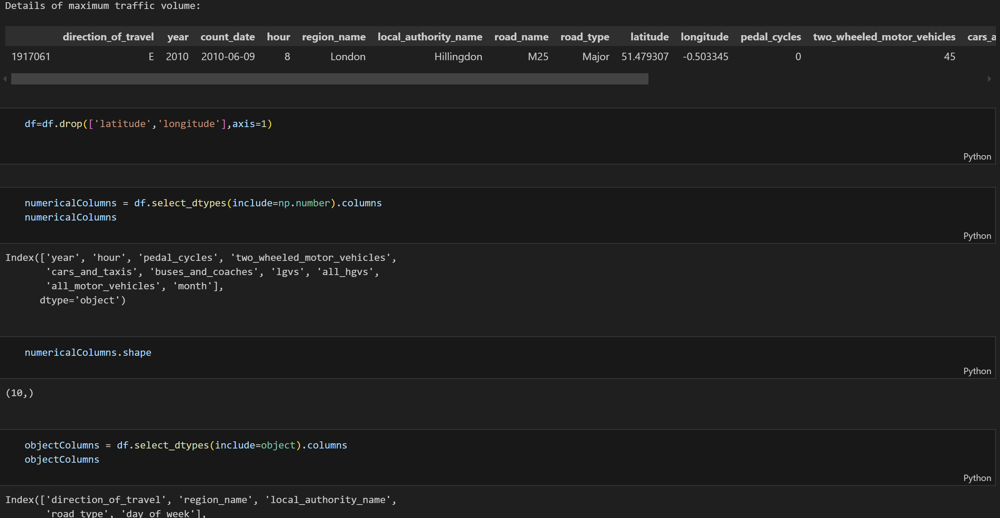 Details of maximum traffic volume:
direction_of_travel year count_date hour region_name local_authority_name road_name road_type latitude longitude pedal_cycles two_wheeled_motor_vehicles cars_a
1917061 E 2010 2010-06-09 8 London Hillingdon M25 Major 51.479307 -0.503345 0 45
df=df.drop(['latitude','longitude'],axis=1)
Python
numericalColumns = df.select_dtypes(include=np.number).columns
numericalColumns
Python
Index(['year', 'hour', 'pedal_cycles', 'two_wheeled_motor_vehicles',
'cars_and_taxis', 'buses_and_coaches', 'lgvs', 'all_hgvs',
'all_motor_vehicles', 'month'],
dtype='object')
numericalColumns.shape
Python
(10,)
objectColumns = df.select_dtypes(include=object).columns
objectColumns
Python
Index(['direction_of_travel', 'region_name', 'local_authority_name',
'road_type', 'day_of_week'],